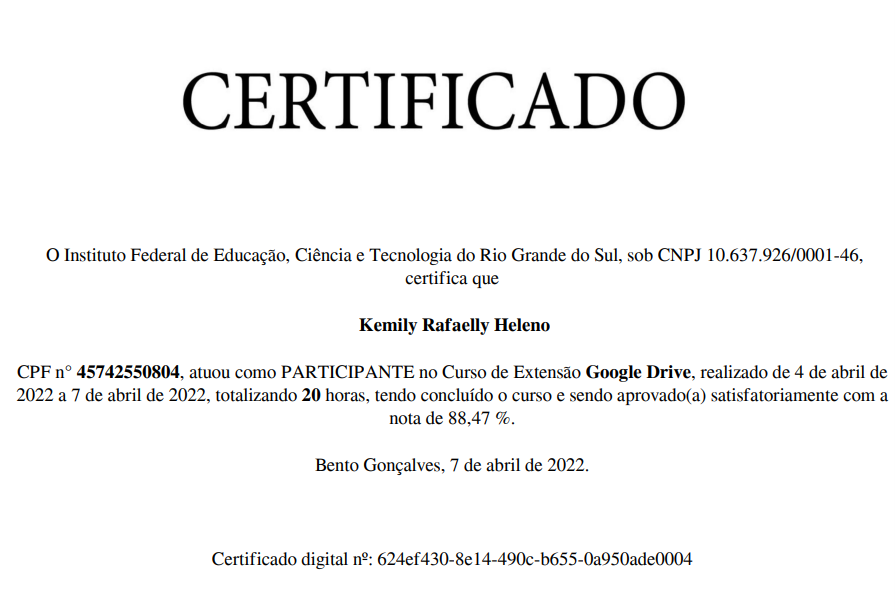 CERTIFICADO
O Instituto Federal de Educação, Ciência e Tecnologia do Rio Grande do Sul, sob CNPJ 10.637.926/0001-46,
certifica que
Kemily Rafaelly Heleno
CPF n° 45742550804, atuou como PARTICIPANTE no Curso de Extensão Google Drive, realizado de 4 de abril de
2022 a 7 de abril de 2022, totalizando 20 horas, tendo concluído o curso e sendo aprovado(a) satisfatoriamente com a
nota de 88,47 %.
Bento Gonçalves, 7 de abril de 2022.
Certificado digital nº: 624ef430-8e14-490c-b655-0a950ade0004